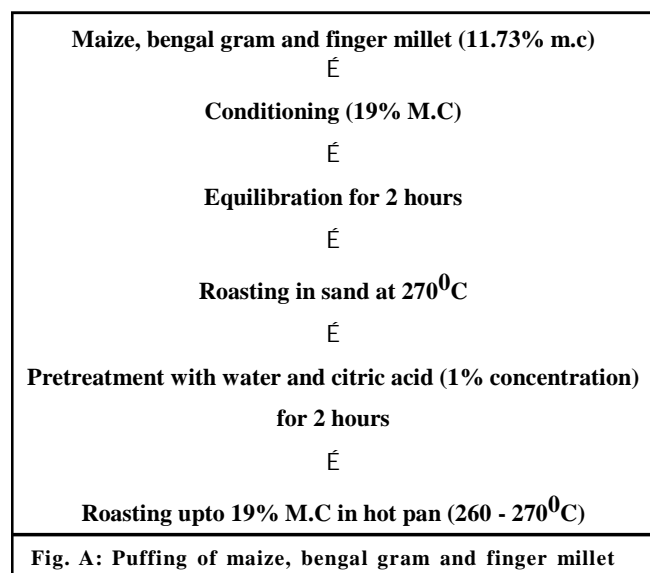 Maize, bengal gram and finger millet (11.73% m.c)
É
Conditioning (19% M.C)
É
Equilibration for 2 hours
É
Roasting in sand at 270⁰C
É
Pretreatment with water and citric acid (1% concentration)
for 2 hours
É
Roasting upto 19% M.C in hot pan (260 - 270⁰C)
Fig. A: Puffing of maize, bengal gram and finger millet